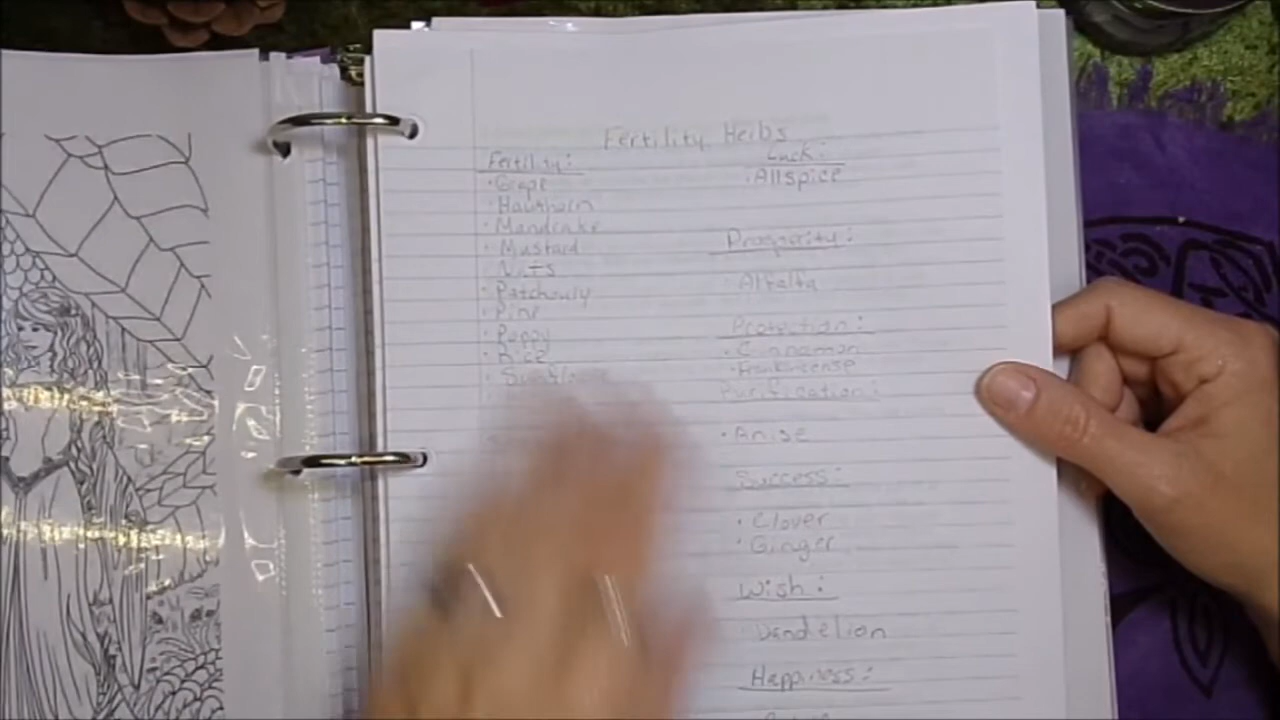 Fertility Herbs
Fertility:
· Grape
· Hawthorn
· Mandrake
· Mustard
· Nuts
· Patchouly
· Pine
· Poppy
· Rice
Luck:
· Allspice
Prosperity:
· Alfalfa
Protection:
· Cinnamon
· Frankincense
Purification:
· Anise
Success:
· Clover
· Ginger
Wish:
· Dandelion
Happiness: